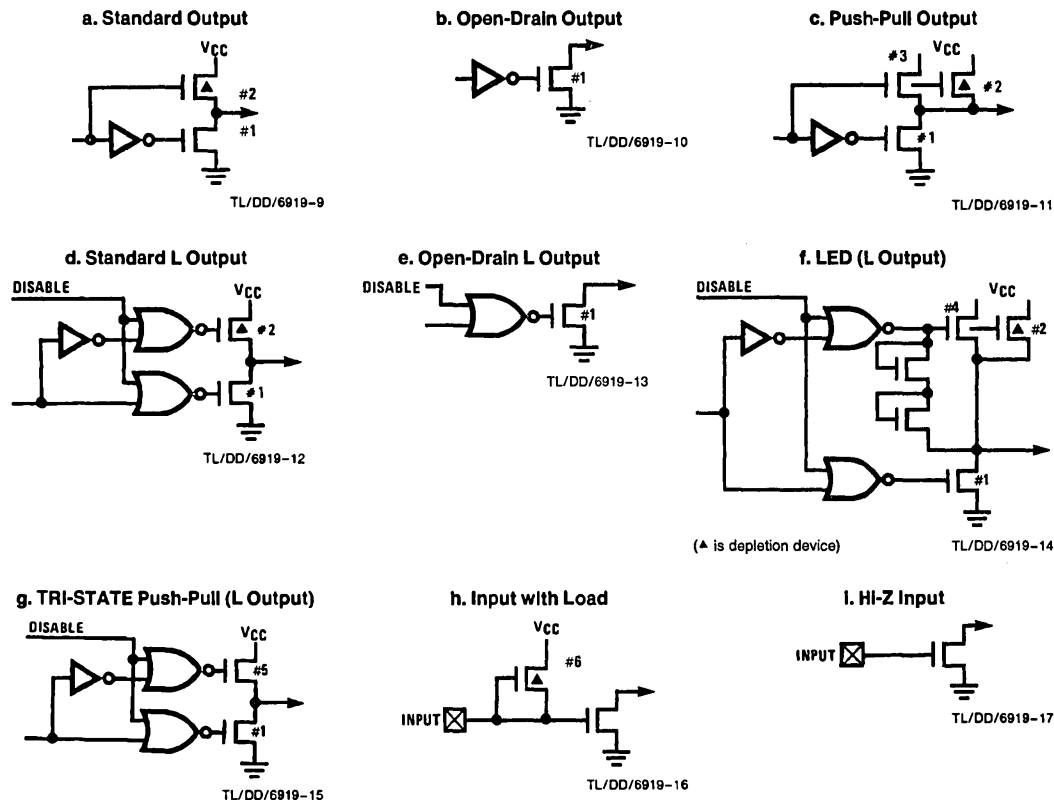 a. Standard Output
VCC
#2
#1
TL/DD/6919-9
b. Open-Drain Output
#1
TL/DD/6919-10
c. Push-Pull Output
#3
VCC
▲ #2
#1
TL/DD/6919-11
d. Standard L Output
DISABLE
VCC
▲ #2
#1
TL/DD/6919-12
e. Open-Drain L Output
DISABLE
#1
TL/DD/6919-13
f. LED (L Output)
DISABLE
VCC
#4
▲ #2
#1
(▲ is depletion device)
TL/DD/6919-14
g. TRI-STATE Push-Pull (L Output)
DISABLE
VCC
#5
#1
TL/DD/6919-15
h. Input with Load
VCC
#6
INPUT
TL/DD/6919-16
i. Hi-Z Input
INPUT
TL/DD/6919-17